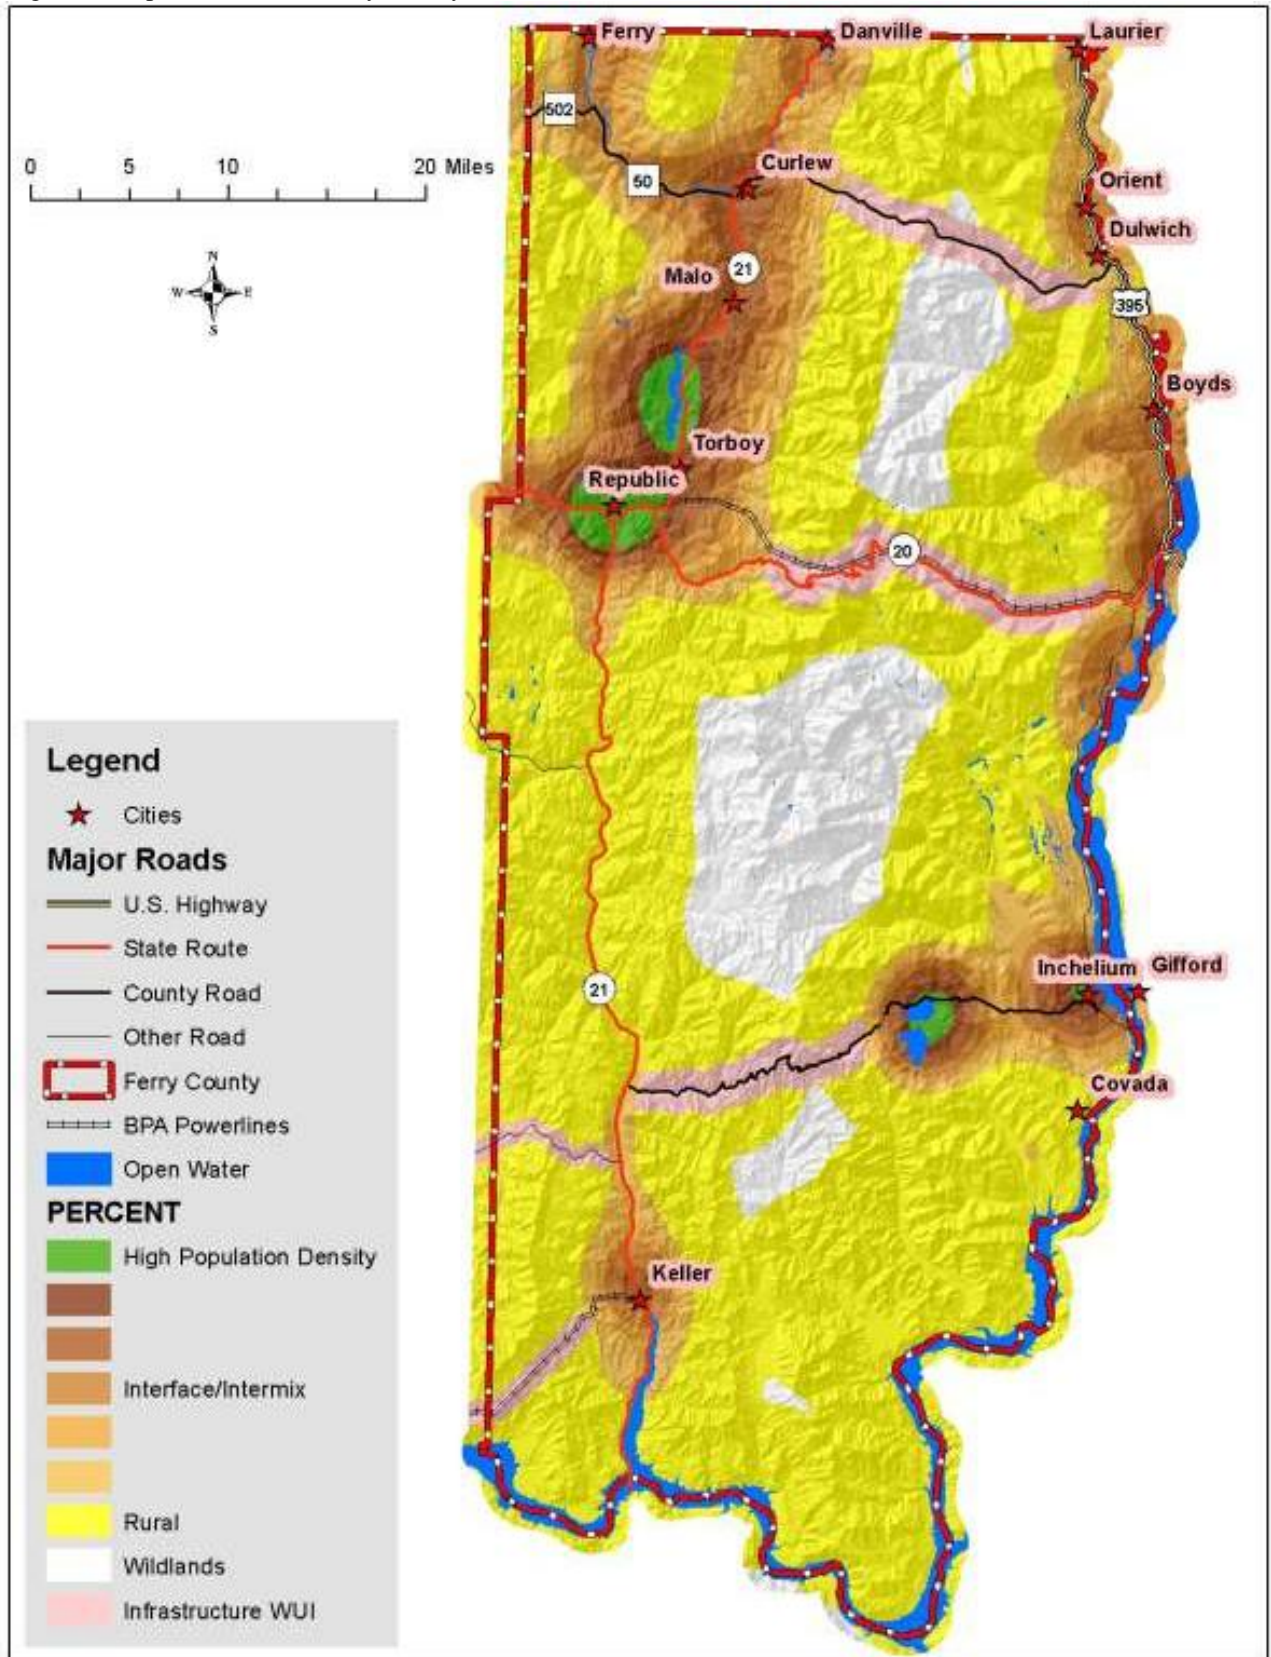 Ferry
Danville
Laurier
502
0 5 10 20 Miles
Curlew
50
Orient
N
W E
S
Dulwich
Malo
21
395
Boyds
Torboy
Republic
20
Legend
Cities
Major Roads
U.S. Highway
State Route
County Road
Other Road
Ferry County
BPA Powerlines
Open Water
PERCENT
High Population Density
Interface/Intermix
Rural
Wildlands
Infrastructure WUI
Inchelium
Gifford
21
Covada
Keller